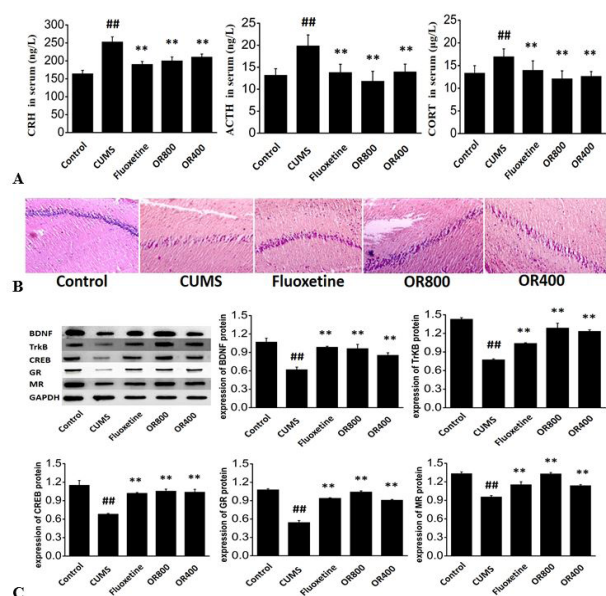 CRH in serum (ng/L)
300
250
200
150
100
50
0
##
**
**
**
Control
CUMS
Fluoxetine
OR800
OR400
ACTH in serum (ng/L)
25
20
15
10
5
0
##
**
**
**
Control
CUMS
Fluoxetine
OR800
OR400
CORT in serum (µg/L)
25
20
15
10
5
0
##
**
**
**
Control
CUMS
Fluoxetine
OR800
OR400
A
Control
CUMS
Fluoxetine
OR800
OR400
B
BDNF
TrkB
CREB
GR
MR
GAPDH
Control
CUMS
Fluoxetine
OR800
OR400
expression of BDNF protein
1.5
1.2
0.9
0.6
0.3
0.0
##
**
**
**
Control
CUMS
Fluoxetine
OR800
OR400
expression of TrKB protein
1.5
1.2
0.9
0.6
0.3
0.0
##
**
**
**
Control
CUMS
Fluoxetine
OR800
OR400
expression of CREB protein
1.5
1.2
0.9
0.6
0.3
0.0
##
**
**
**
Control
CUMS
Fluoxetine
OR800
OR400
expression of GR protein
1.5
1.2
0.9
0.6
0.3
0.0
##
**
**
**
Control
CUMS
Fluoxetine
OR800
OR400
expression of MR protein
1.5
1.2
0.9
0.6
0.3
0.0
##
**
**
**
Control
CUMS
Fluoxetine
OR800
OR400
C